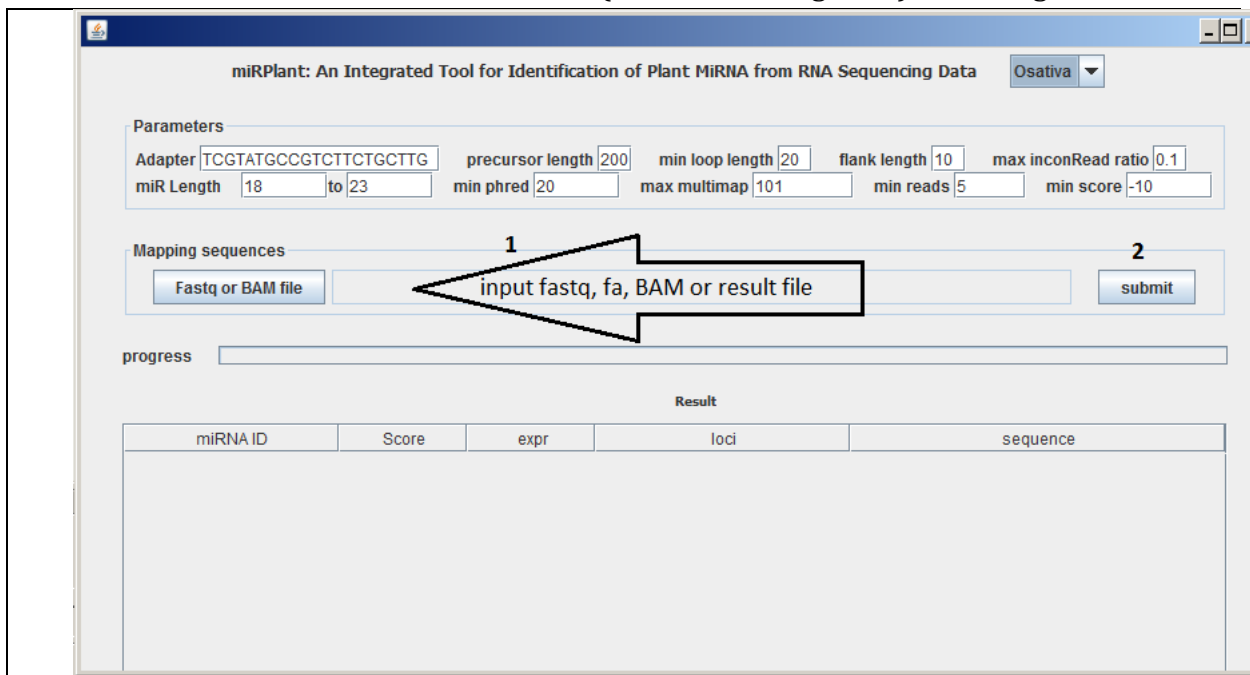 miRPlant: An Integrated Tool for Identification of Plant MiRNA from RNA Sequencing Data Osativa
Parameters
Adapter TCGTATGCCGTCTTCTGCTTG precursor length 200 min loop length 20 flank length 10 max inconRead ratio 0.1
miR Length 18 to 23 min phred 20 max multimap 101 min reads 5 min score -10
Mapping sequences 1 2
Fastq or BAM file input fastq, fa, BAM or result file submit
progress
Result
miRNA ID Score expr loci sequence